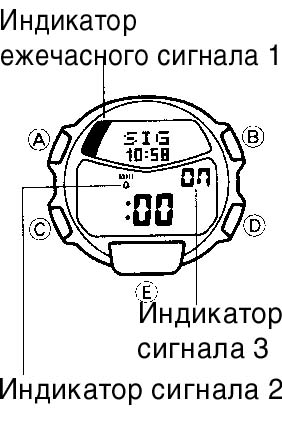 Индикатор
ежечасного сигнала 1
A
B
SIG
10:58
ON
:00
C
D
E
Индикатор
сигнала 3
Индикатор сигнала 2